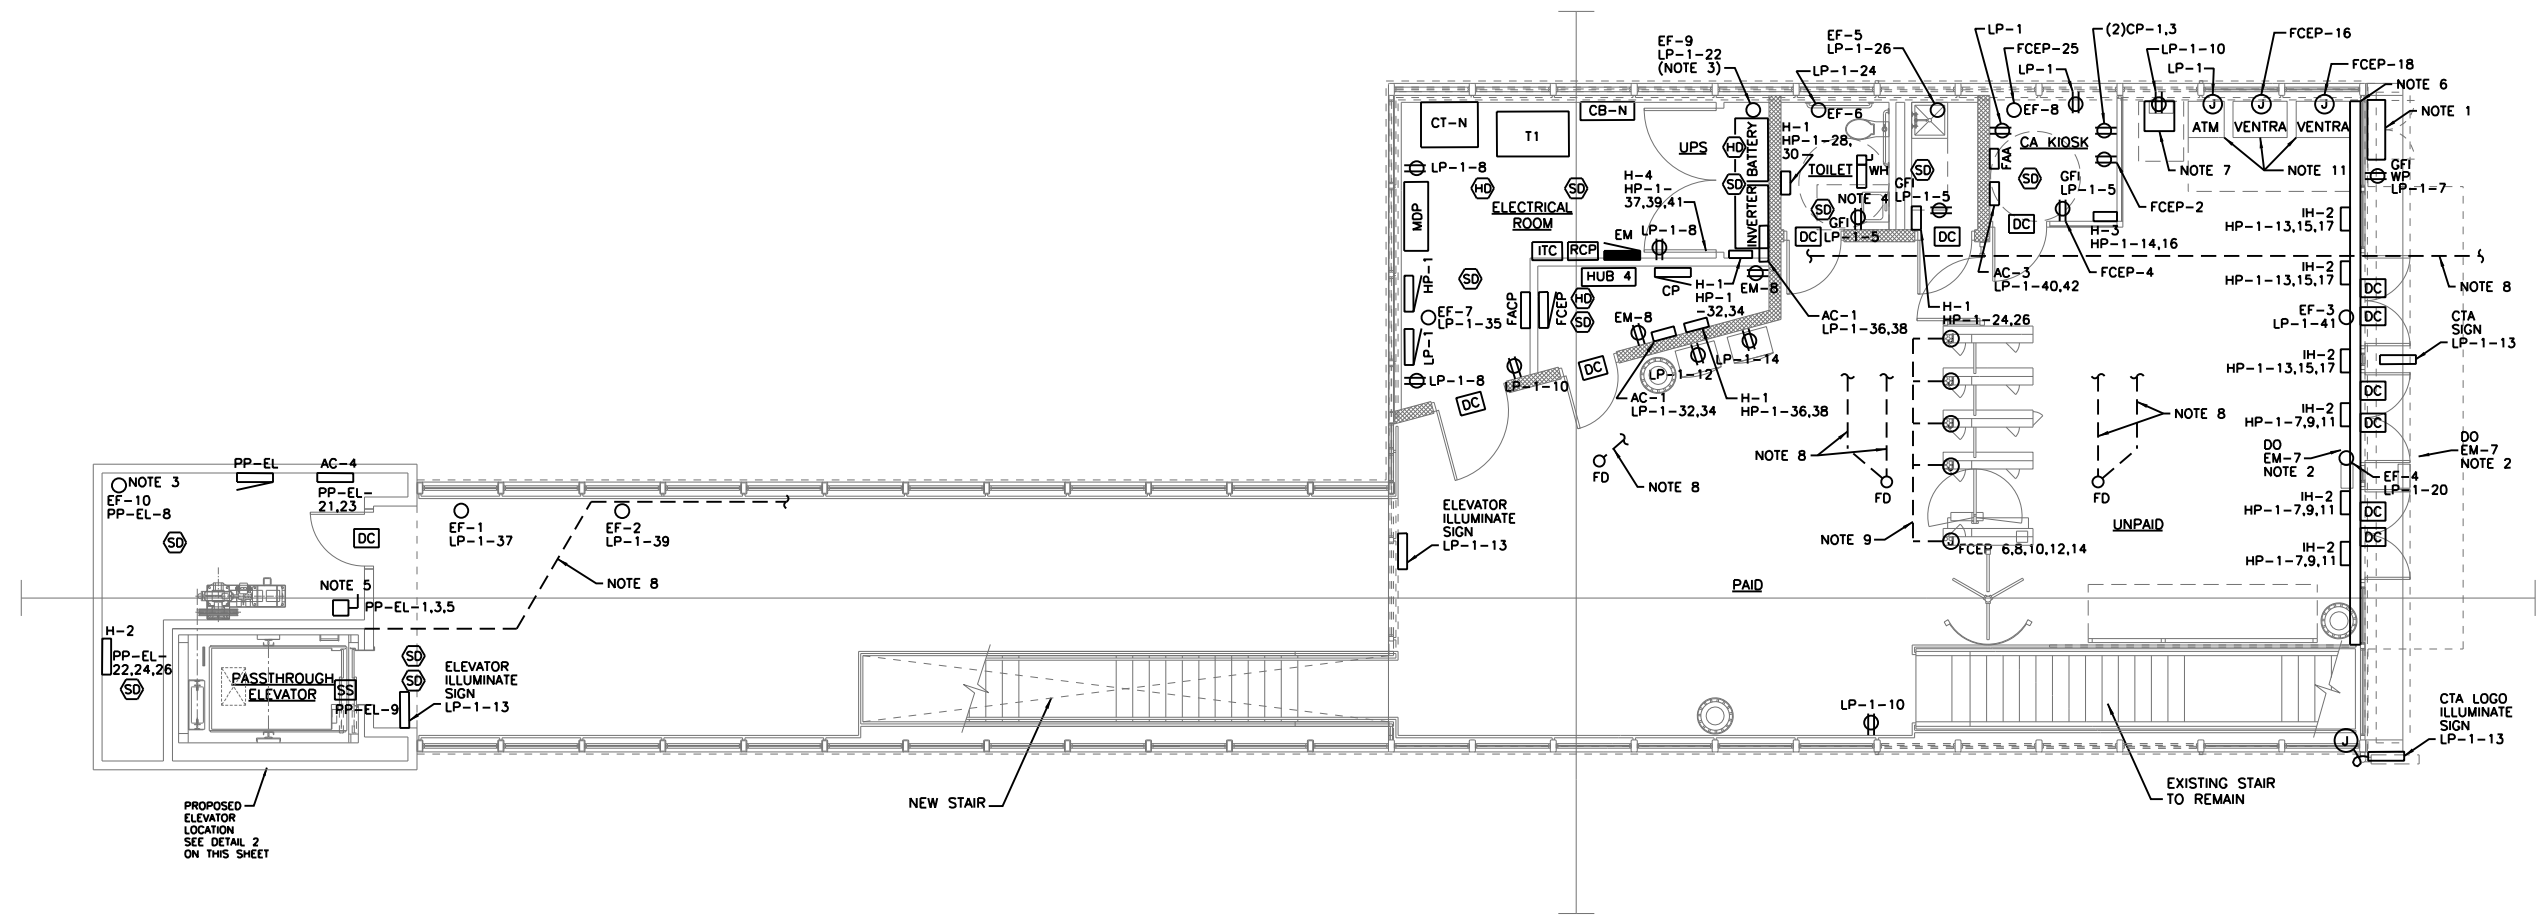 EF-9
LP-1-22
(NOTE 3)
EF-5
LP-1-26
LP-1-24
LP-1
FCEP-25
LP-1
(2)CP-1,3
LP-1-10
LP-1
FCEP-16
FCEP-18
NOTE 6
NOTE 1
CT-N
T1
CB-N
UPS
HD
BATTERY
SD
INVERTER
EF-6
H-1
HP-1-28,
30
TOILET
WH
J
EF-8
CA KIOSK
FAA
J
J
J
ATM
VENTRA
VENTRA
NOTE 7
NOTE 11
GFI
WP
LP-1-7
LP-1-8
HD
SD
ELECTRICAL
ROOM
MDP
H-4
HP-1-
37,39,41
NOTE 4
SD
GFI
LP-1-5
SD
GFI
LP-1-5
SD
GFI
LP-1-5
FCEP-2
EM
LP-1-8
ITC
RCP
DC
DC
DC
H-3
HP-1-14,16
IH-2
HP-1-13,15,17
HUB 4
CP
H-1
HP-1
-32,34
EM-8
AC-3
LP-1-40,42
FCEP-4
IH-2
HP-1-13,15,17
NOTE 8
SD
HP-1
EF-7
LP-1-35
FACP
FCEP
HD
SD
EM-8
AC-1
LP-1-36,38
H-1
HP-1-24,26
EF-3
LP-1-41
DC
DC
CTA
SIGN
LP-1-13
LP-1
LP-1-8
LP-1-10
DC
LP-1-12
LP-1-14
IH-2
HP-1-13,15,17
DC
AC-1
LP-1-32,34
H-1
HP-1-36,38
J
J
J
J
J
IH-2
HP-1-7,9,11
DC
DC
NOTE 8
NOTE 8
NOTE 8
FD
FD
FD
DO
EM-7
NOTE 2
DO
EM-7
NOTE 2
EF-4
LP-1-20
PP-EL
AC-4
NOTE 3
EF-10
PP-EL-8
PP-EL-
21,23
SD
DC
EF-1
LP-1-37
EF-2
LP-1-39
ELEVATOR
ILLUMINATE
SIGN
LP-1-13
UNPAID
IH-2
HP-1-7,9,11
DC
DC
NOTE 9
FCEP 6,8,10,12,14
IH-2
HP-1-7,9,11
NOTE 8
NOTE 5
PP-EL-1,3,5
PAID
H-2
PP-EL-
22,24,26
SD
PASSTHROUGH
ELEVATOR
SS
PP-EL-9
SD
SD
ELEVATOR
ILLUMINATE
SIGN
LP-1-13
LP-1-10
J
CTA LOGO
ILLUMINATE
SIGN
LP-1-13
NEW STAIR
EXISTING STAIR
TO REMAIN
PROPOSED
ELEVATOR
LOCATION
SEE DETAIL 2
ON THIS SHEET